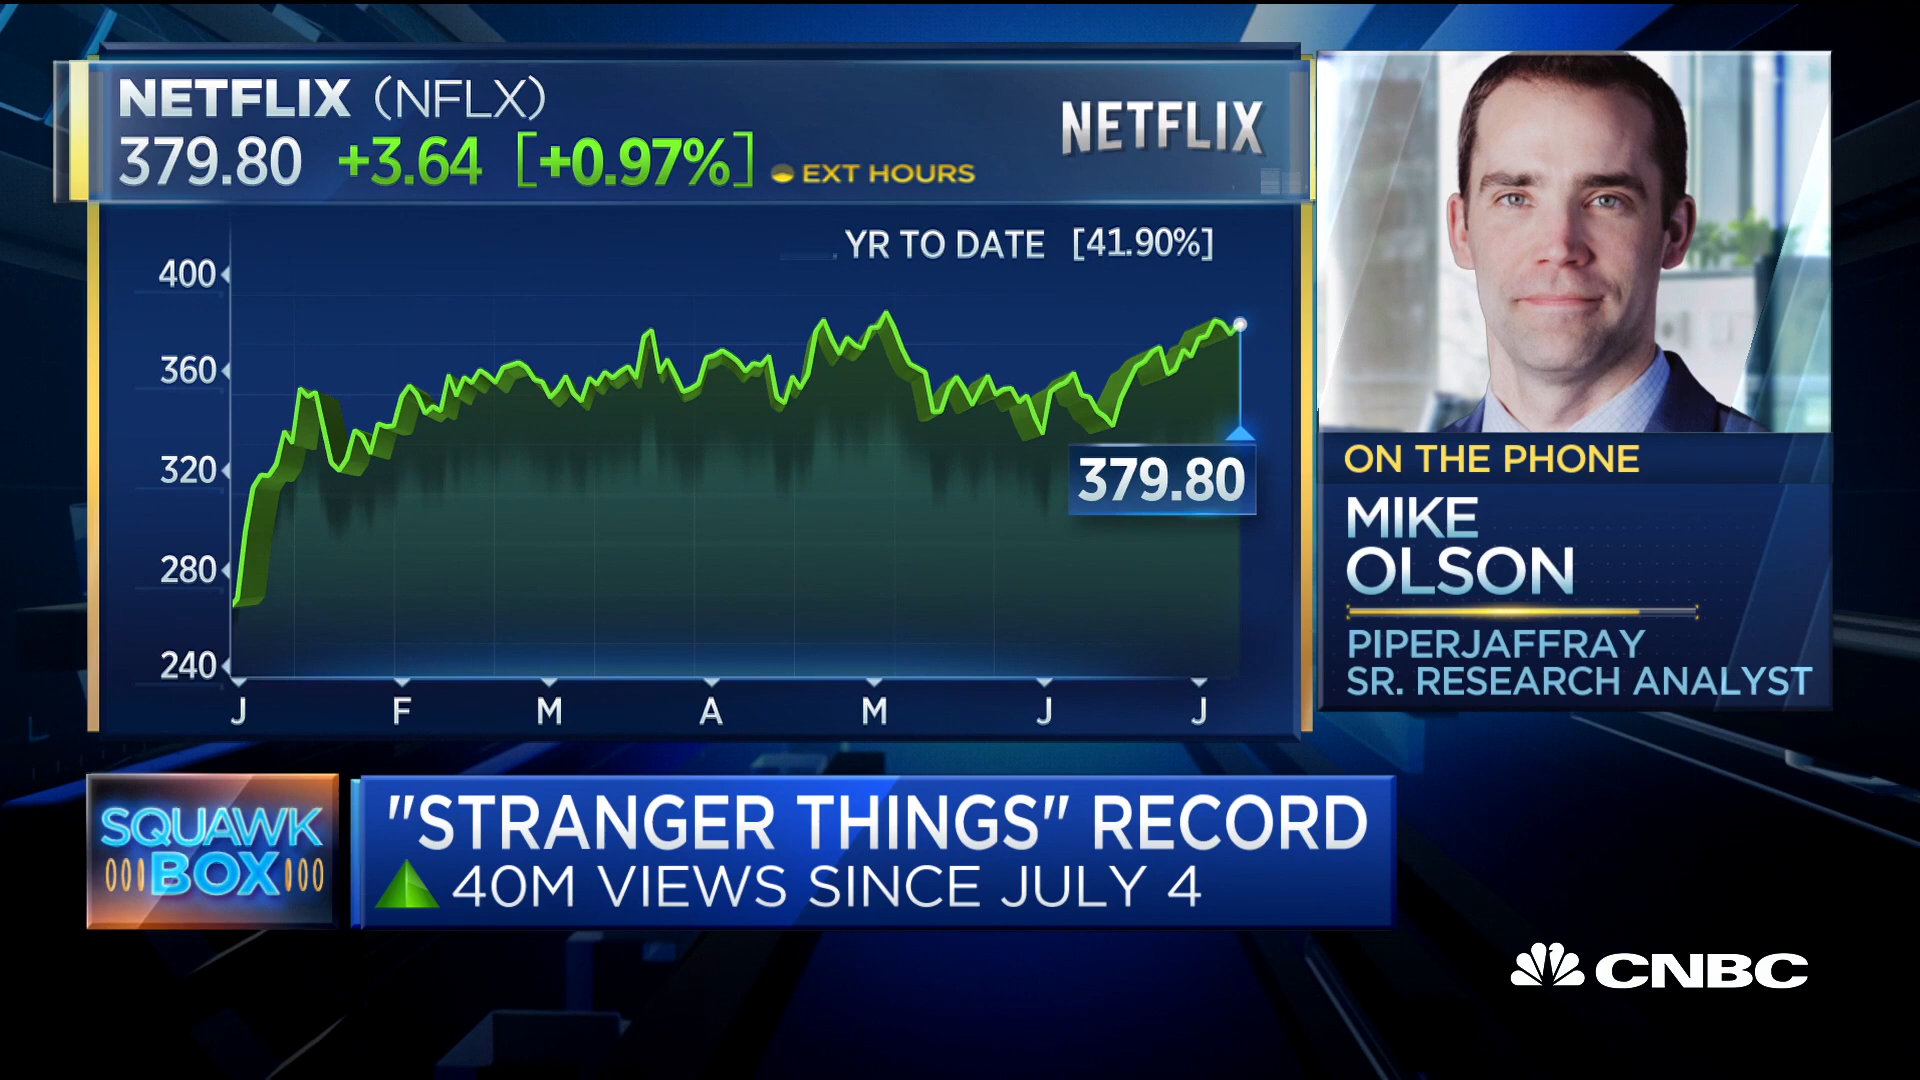 NETFLIX (NFLX)
379.80 +3.64 [+0.97%] EXT HOURS
NETFLIX
YR TO DATE [41.90%]
400
360
320
280
240
379.80
J F M A M J J
ON THE PHONE
MIKE
OLSON
PIPERJAFFRAY
SR. RESEARCH ANALYST
SQUAWK
BOX
"STRANGER THINGS" RECORD
40M VIEWS SINCE JULY 4
CNBC